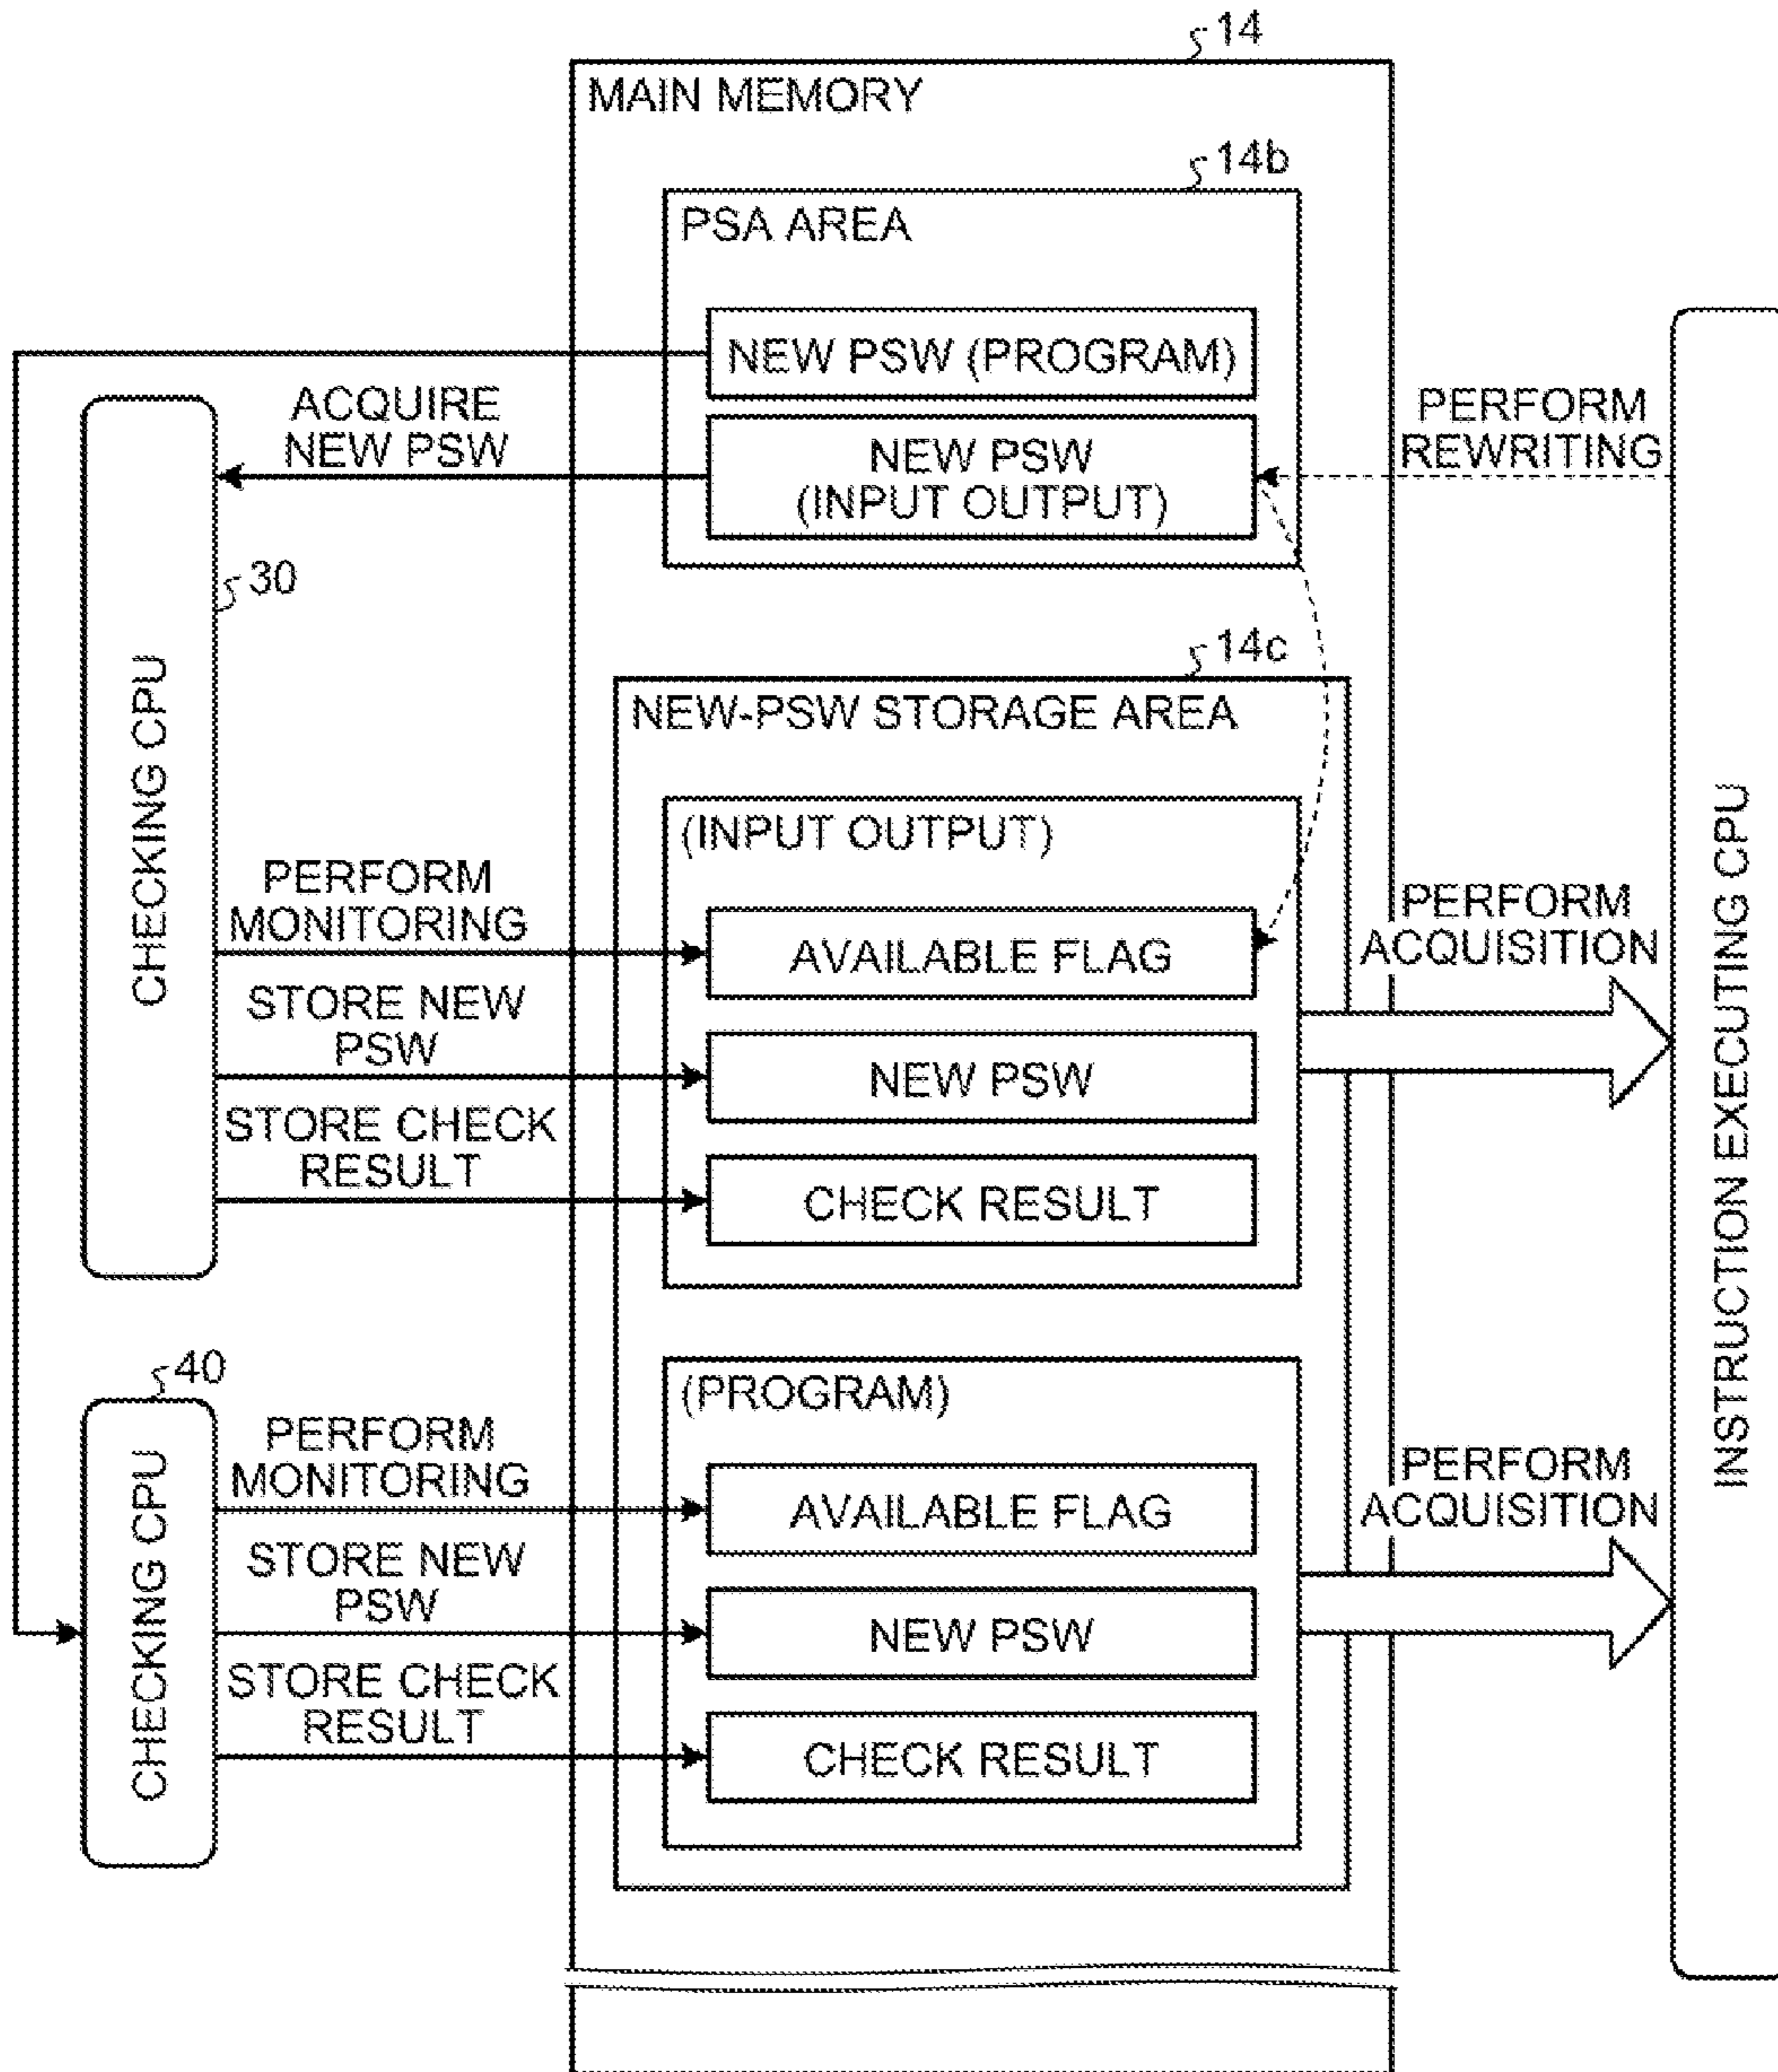 14
MAIN MEMORY
14b
PSA AREA
NEW PSW (PROGRAM)
NEW PSW
(INPUT OUTPUT)
ACQUIRE
NEW PSW
PERFORM
REWRITING
30
CHECKING CPU
14c
NEW-PSW STORAGE AREA
(INPUT OUTPUT)
PERFORM
MONITORING
AVAILABLE FLAG
STORE NEW
PSW
NEW PSW
STORE CHECK
RESULT
CHECK RESULT
PERFORM
ACQUISITION
INSTRUCTION EXECUTING CPU
40
CHECKING CPU
(PROGRAM)
PERFORM
MONITORING
AVAILABLE FLAG
STORE NEW
PSW
NEW PSW
STORE CHECK
RESULT
CHECK RESULT
PERFORM
ACQUISITION